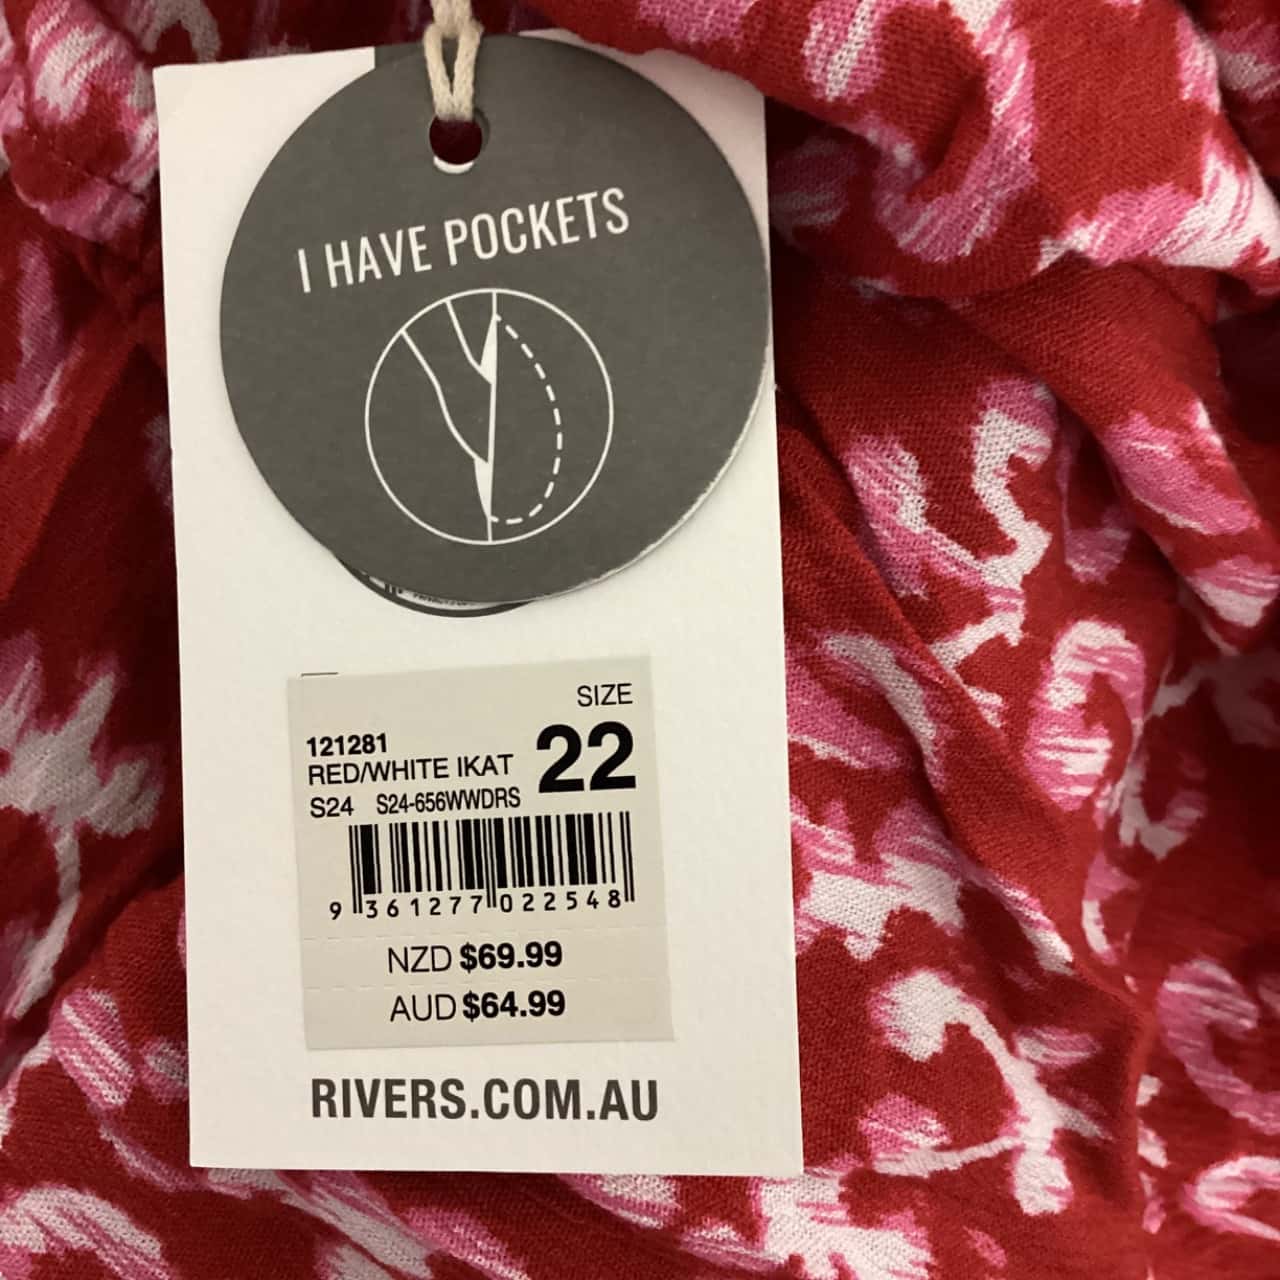 I HAVE POCKETS
SIZE
121281
RED/WHITE IKAT
22
S24 S24-656WWDRS
9 361277 022548
NZD $69.99
AUD $64.99
RIVERS.COM.AU